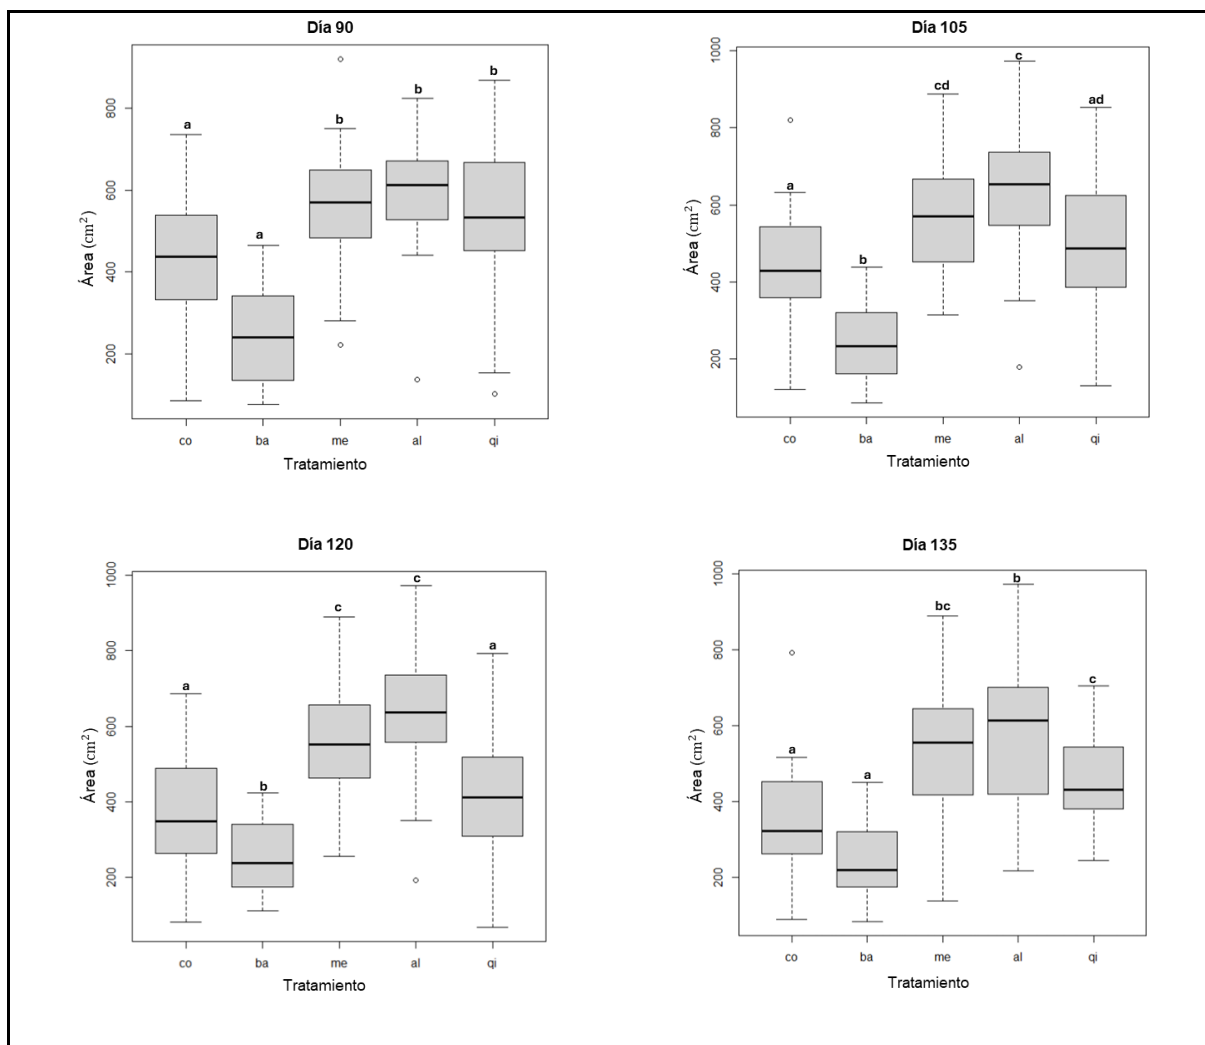 Día 90
Área (cm²)
800
600
400
200
a
a
b
b
b
co ba me al qi
Tratamiento
Día 105
Área (cm²)
1000
800
600
400
200
a
b
cd
c
ad
co ba me al qi
Tratamiento
Día 120
Área (cm²)
1000
800
600
400
200
a
b
c
c
a
co ba me al qi
Tratamiento
Día 135
Área (cm²)
1000
800
600
400
200
a
a
bc
b
c
co ba me al qi
Tratamiento